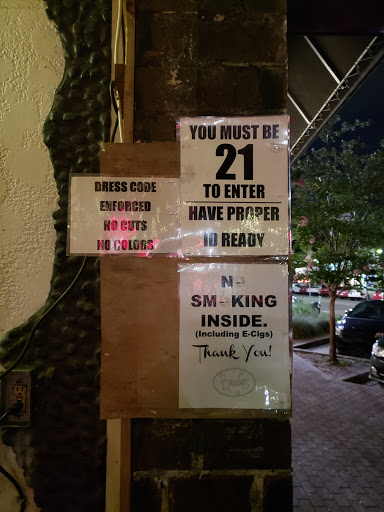 DRESS CODE
ENFORCED
NO CUTS
NO COLORS
YOU MUST BE
21
TO ENTER
HAVE PROPER
ID READY
NO
SMOKING
INSIDE.
(Including E-Cigs)
Thank You!